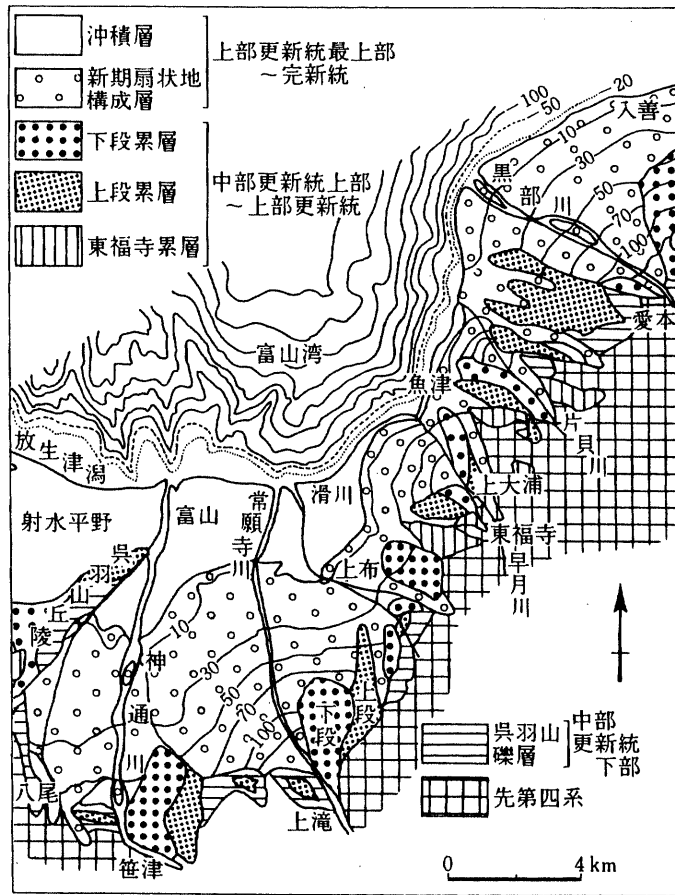 沖積層
新期扇状地
構成層
上部更新統最上部
～完新統
下段累層
上段累層
東福寺累層
中部更新統上部
～上部更新統
100
50
20
入善
10
30
50
70
100
黒部川
愛本
富山湾
魚津
片貝川
放生津潟
滑川
上大浦
射水平野
富山
常願寺川
東福寺
早月川
上布
呉羽山丘陵
10
30
50
70
100
神通川
下段
上段
八尾
上滝
笹津
呉羽山
礫層
中部
更新統
下部
先第四系
0
4 km